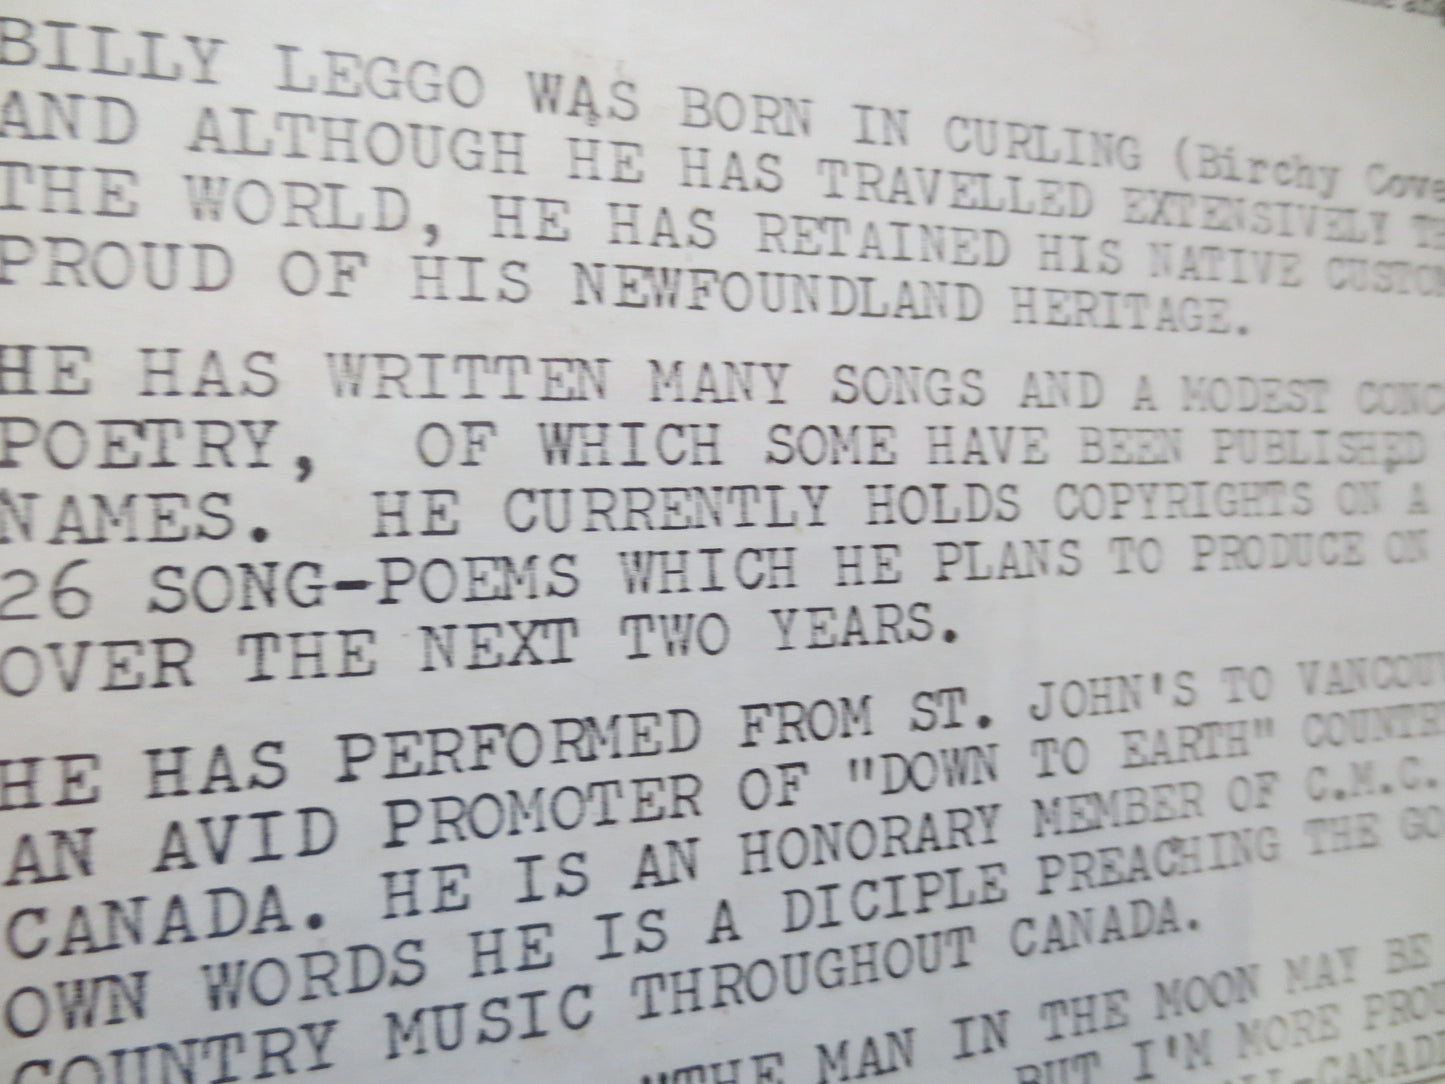 BILLY LEGGO WAS BORN IN CURLING (Birchy Cove
AND ALTHOUGH HE HAS TRAVELLED EXTENSIVELY
THE WORLD, HE HAS RETAINED HIS NATIVE
PROUD OF HIS NEWFOUNDLAND HERITAGE.
HE HAS WRITTEN MANY SONGS AND A MODEST
POETRY, OF WHICH SOME HAVE BEEN PUBLISHED
NAMES. HE CURRENTLY HOLDS COPYRIGHTS ON A
26 SONG-POEMS WHICH HE PLANS TO PRODUCE ON
OVER THE NEXT TWO YEARS.
HE HAS PERFORMED FROM ST. JOHN'S TO
AN AVID PROMOTER OF "DOWN TO EARTH"
CANADA. HE IS AN HONORARY MEMBER OF C.M.C.
OWN WORDS HE IS A DICIPLE PREACHING THE
COUNTRY MUSIC THROUGHOUT CANADA.
"THE MAN IN THE MOON MAY BE
BUT I'M MORE